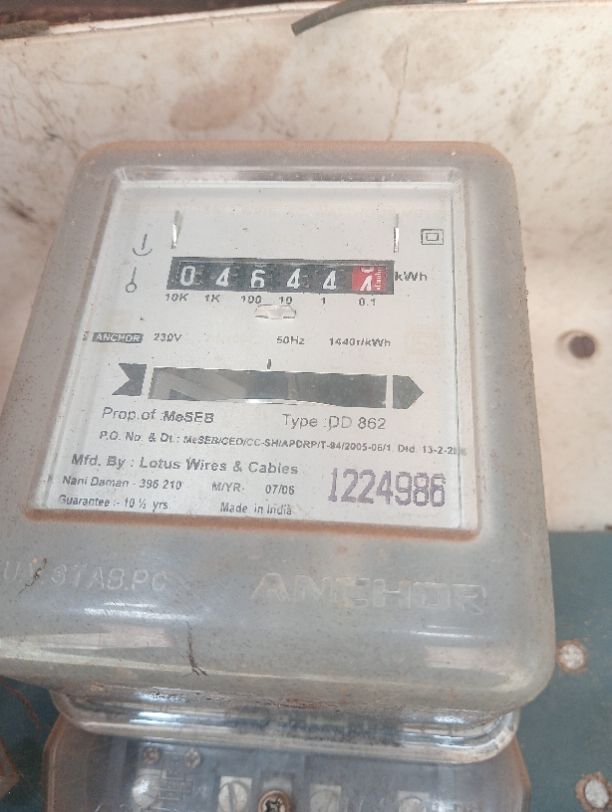 0 4 6 4 4 4 kWh
10K 1K 100 10 1 0.1
ANCHOR 230V 50Hz 1440r/kWh
Prop.of :MeSEB Type :DD 862
P.O. No. & Dt.: MeSEB/CEO/CC-SH/APDRP/T-94/2005-06/1. Dtd. 13-2-
Mfd. By : Lotus Wires & Cables
Nani Daman - 396 210 M/YR- 07/06 1224986
Guarantee :- 10 ½ yrs. Made in India
ANCHOR